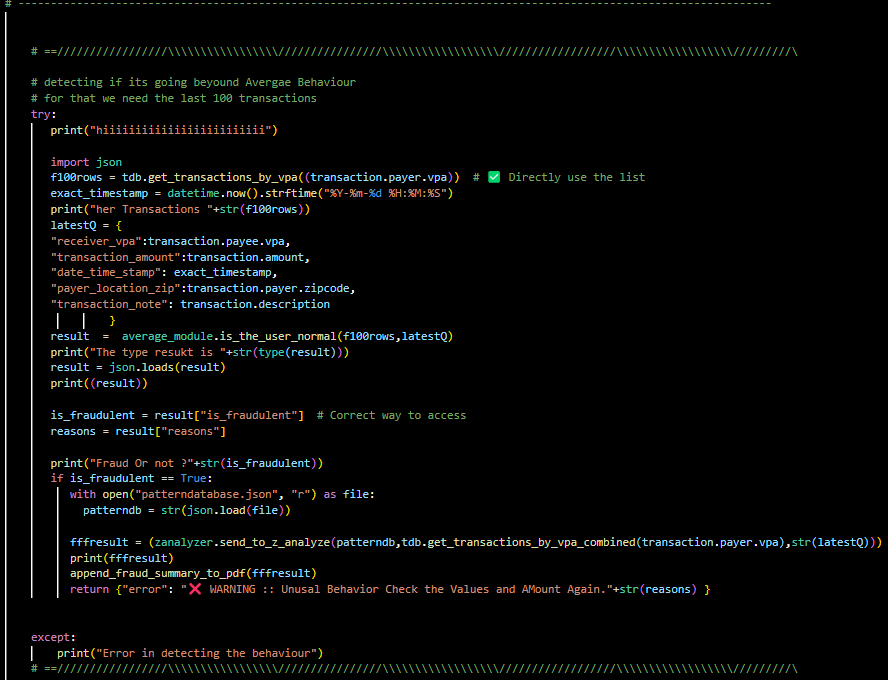 # --------------------------------------------------------------------------------------------------------------------
# ==/////////////////\\\\\\\\\\\\\\\\\////////////////\\\\\\\\\\\\\\\\\\//////////////////\\\\\\\\\\\\\\\\\\/////////\
# detecting if its going beyound Avergae Behaviour
# for that we need the last 100 transactions
try:
print("hiiiiiiiiiiiiiiiiiiiiiiiii")
import json
f100rows = tdb.get_transactions_by_vpa((transaction.payer.vpa))  # ✅ Directly use the list
exact_timestamp = datetime.now().strftime("%Y-%m-%d %H:%M:%S")
print("her Transactions "+str(f100rows))
latestQ = {
"receiver_vpa":transaction.payee.vpa,
"transaction_amount":transaction.amount,
"date_time_stamp": exact_timestamp,
"payer_location_zip":transaction.payer.zipcode,
"transaction_note": transaction.description
}
result  =  average_module.is_the_user_normal(f100rows,latestQ)
print("The type resukt is "+str(type(result)))
result = json.loads(result)
print((result))
is_fraudulent = result["is_fraudulent"]  # Correct way to access
reasons = result["reasons"]
print("Fraud Or not ?"+str(is_fraudulent))
if is_fraudulent == True:
with open("patterndatabase.json", "r") as file:
patterndb = str(json.load(file))
fffresult = (zanalyzer.send_to_z_analyze(patterndb,tdb.get_transactions_by_vpa_combined(transaction.payer.vpa),str(latestQ)))
print(fffresult)
append_fraud_summary_to_pdf(fffresult)
return {"error": "❌ WARNING :: Unusal Behavior Check the Values and AMount Again."+str(reasons) }
except:
print("Error in detecting the behaviour")
# ==/////////////////\\\\\\\\\\\\\\\\\////////////////\\\\\\\\\\\\\\\\\\//////////////////\\\\\\\\\\\\\\\\\\/////////\